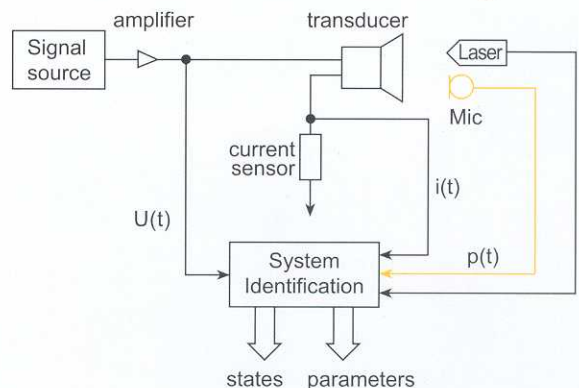 amplifier
transducer
Signal
source
Laser
Mic
current
sensor
U(t)
i(t)
p(t)
System
Identification
states
parameters